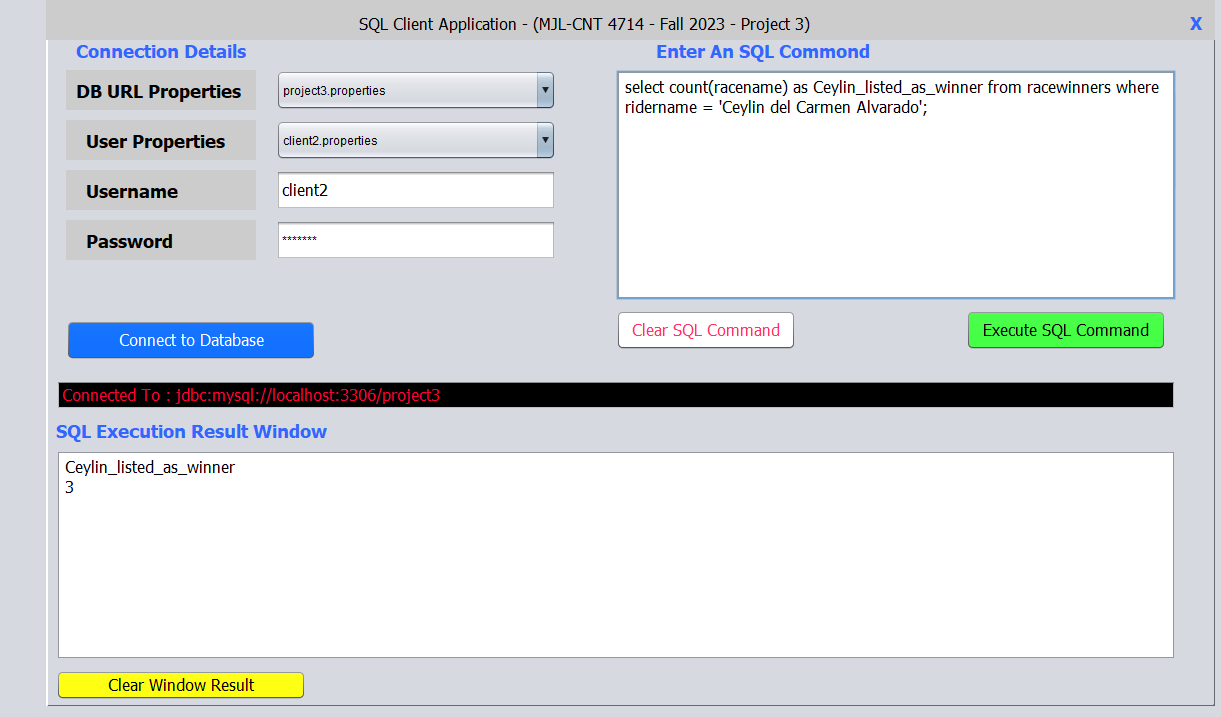 SQL Client Application - (MJL-CNT 4714 - Fall 2023 - Project 3)
X
Connection Details
Enter An SQL Commond
DB URL Properties
project3.properties
User Properties
client2.properties
Username
client2
Password
*******
select count(racename) as Ceylin_listed_as_winner from racewinners where
ridername = 'Ceylin del Carmen Alvarado';
Connect to Database
Clear SQL Command
Execute SQL Command
Connected To : jdbc:mysql://localhost:3306/project3
SQL Execution Result Window
Ceylin_listed_as_winner
3
Clear Window Result